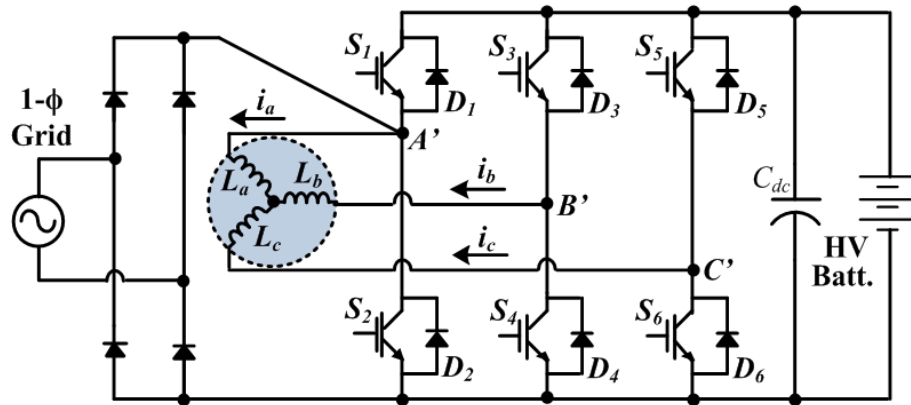 1-ϕ
Grid
S1
D1
S3
D3
S5
D5
ia
A'
La
Lb
Lc
ib
B'
ic
C'
Cdc
HV
Batt.
S2
D2
S4
D4
S6
D6